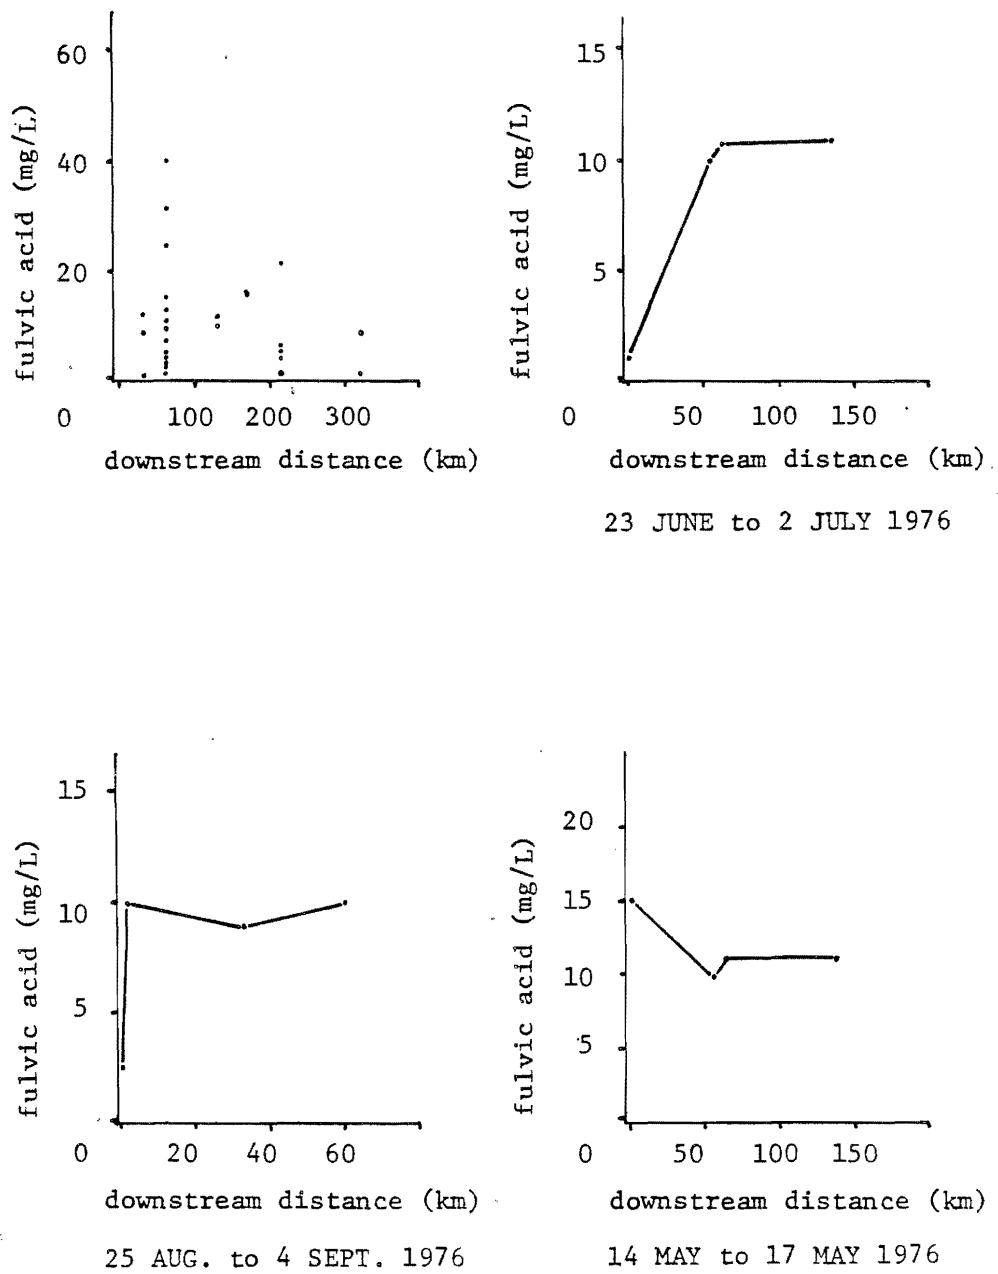 60
40
20
fulvic acid (mg/L)
0 100 200 300
downstream distance (km)
15
10
5
fulvic acid (mg/L)
0 50 100 150
downstream distance (km)
23 JUNE to 2 JULY 1976
15
10
5
fulvic acid (mg/L)
0 20 40 60
downstream distance (km)
25 AUG. to 4 SEPT. 1976
20
15
10
5
fulvic acid (mg/L)
0 50 100 150
downstream distance (km)
14 MAY to 17 MAY 1976